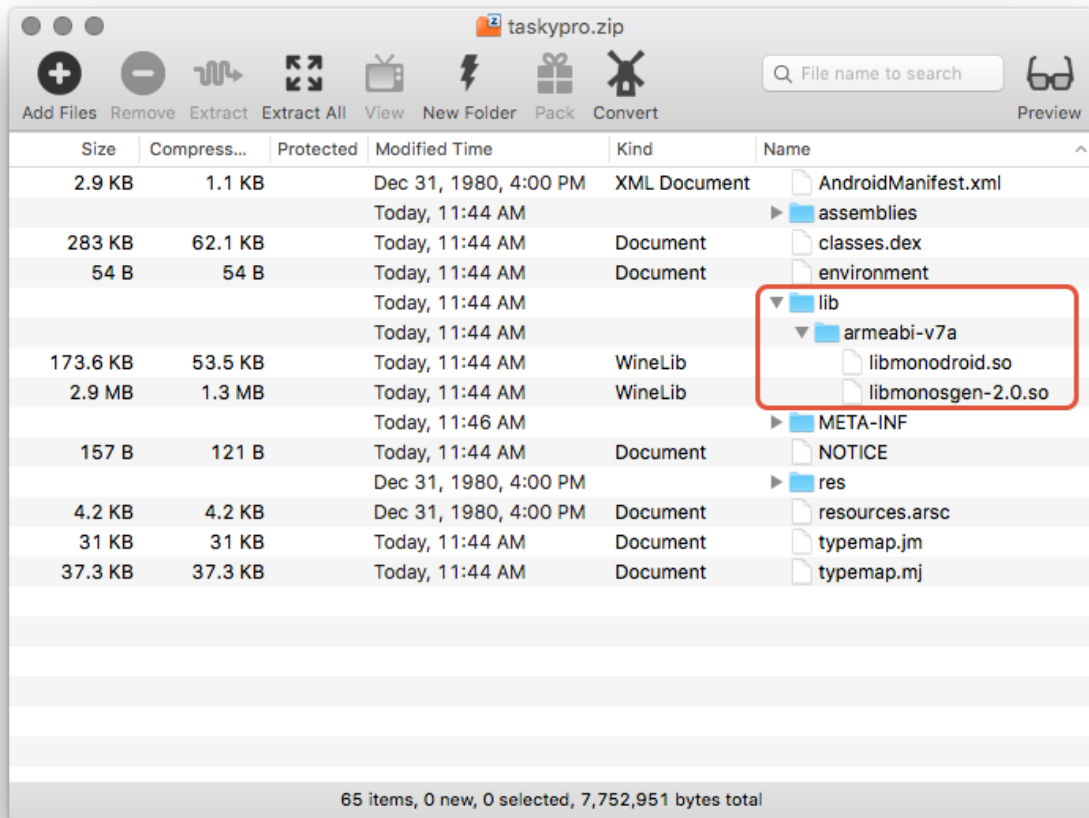 taskypro.zip
Add Files Remove Extract Extract All View New Folder Pack Convert File name to search Preview
Size Compress... Protected Modified Time Kind Name
2.9 KB 1.1 KB Dec 31, 1980, 4:00 PM XML Document AndroidManifest.xml
Today, 11:44 AM assemblies
283 KB 62.1 KB Today, 11:44 AM Document classes.dex
54 B 54 B Today, 11:44 AM Document environment
Today, 11:44 AM lib
Today, 11:44 AM armeabi-v7a
173.6 KB 53.5 KB Today, 11:44 AM WineLib libmonodroid.so
2.9 MB 1.3 MB Today, 11:44 AM WineLib libmonosgen-2.0.so
Today, 11:46 AM META-INF
157 B 121 B Today, 11:44 AM Document NOTICE
Dec 31, 1980, 4:00 PM res
4.2 KB 4.2 KB Dec 31, 1980, 4:00 PM Document resources.arsc
31 KB 31 KB Today, 11:44 AM Document typemap.jm
37.3 KB 37.3 KB Today, 11:44 AM Document typemap.mj
65 items, 0 new, 0 selected, 7,752,951 bytes total